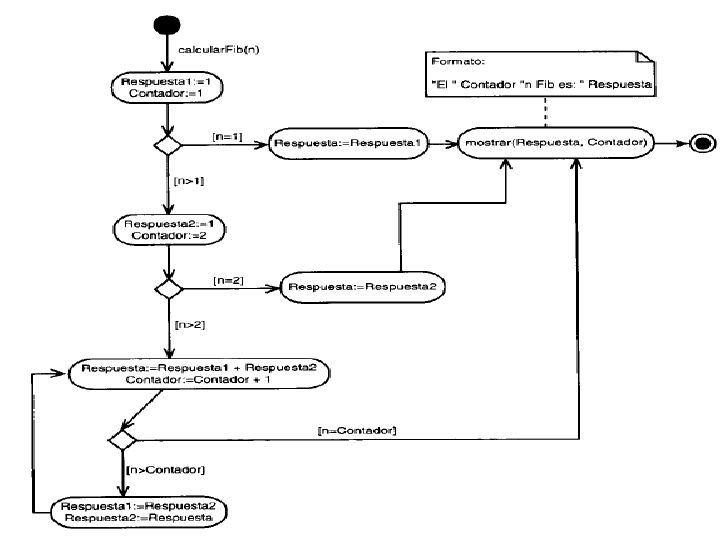 calcularFib(n)
Respuesta1:=1
Contador:=1
Formato:
"El " Contador "n Fib es: " Respuesta
[n=1]
Respuesta:=Respuesta1
mostrar(Respuesta, Contador)
[n>1]
Respuesta2:=1
Contador:=2
[n=2]
Respuesta:=Respuesta2
[n>2]
Respuesta:=Respuesta1 + Respuesta2
Contador:=Contador + 1
[n=Contador]
[n>Contador]
Respuesta1:=Respuesta2
Respuesta2:=Respuesta